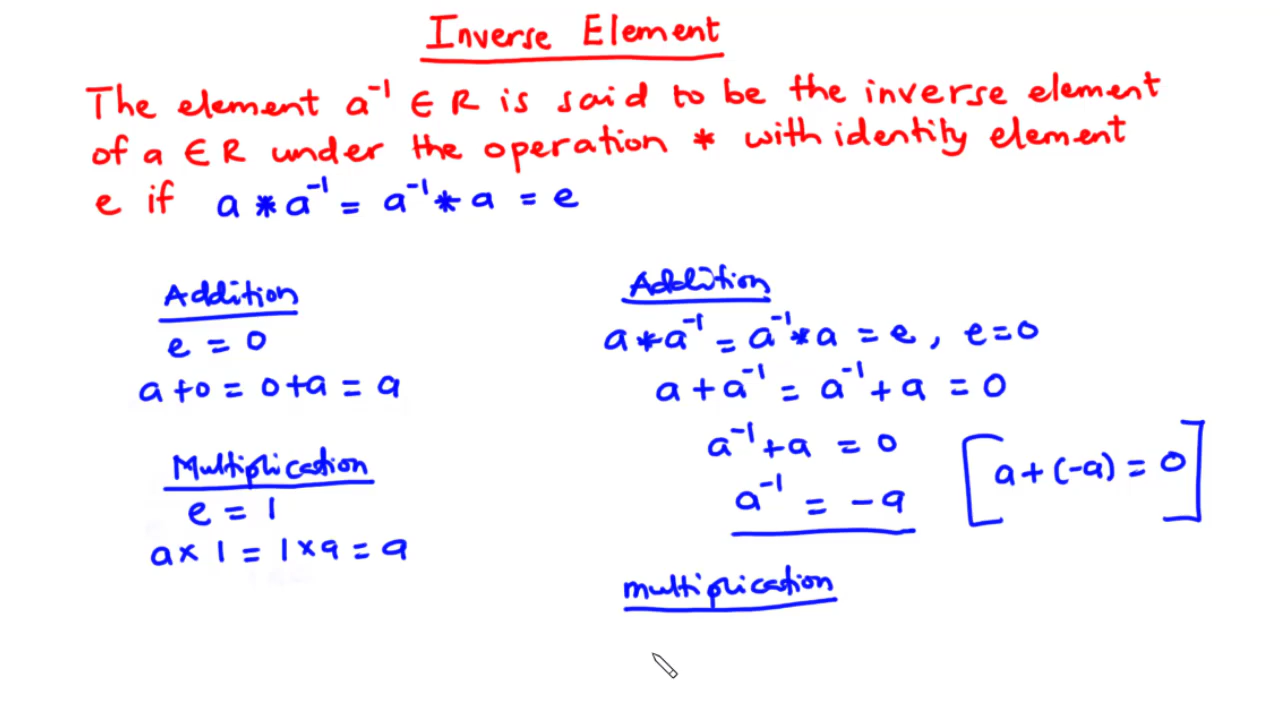 Inverse Element
The element a⁻¹ ∈ R is said to be the inverse element
of a ∈ R under the operation * with identity element
e if a * a⁻¹ = a⁻¹ * a = e
Addition
e = 0
a + 0 = 0 + a = a
Multiplication
e = 1
a × 1 = 1 × a = a
Addition
a * a⁻¹ = a⁻¹ * a = e, e = 0
a + a⁻¹ = a⁻¹ + a = 0
a⁻¹ + a = 0
a⁻¹ = -a
[a + (-a) = 0]
multiplication